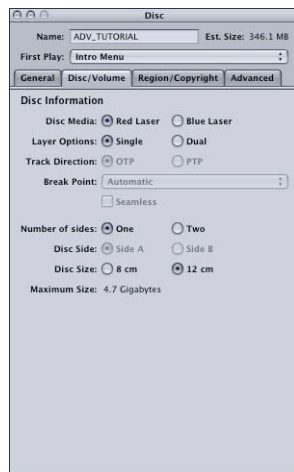 Disc
Name: ADV_TUTORIAL Est. Size: 346.1 MB
First Play: Intro Menu
General Disc/Volume Region/Copyright Advanced
Disc Information
Disc Media: Red Laser Blue Laser
Layer Options: Single Dual
Track Direction: OTP PTP
Break Point: Automatic
Seamless
Number of sides: One Two
Disc Side: Side A Side B
Disc Size: 8 cm 12 cm
Maximum Size: 4.7 Gigabytes